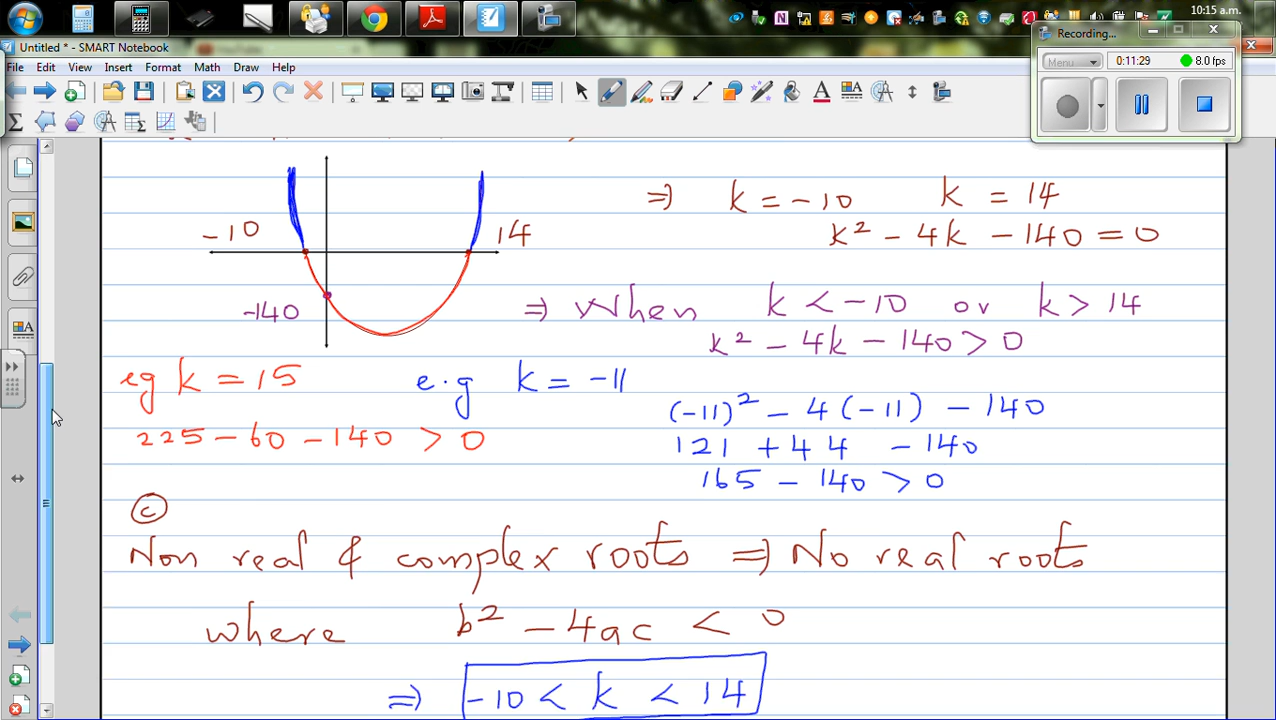 10:15 a.m.
Untitled * - SMART Notebook
Recording...
File Edit View Insert Format Math Draw Help
Menu 0:11:29 8.0 fps
⇒ k = -10 k = 14
-10 14
k² - 4k - 140 = 0
-140 ⇒ When k < -10 or k > 14
k² - 4k - 140 > 0
eg k = 15 e.g k = -11
(-11)² - 4(-11) - 140
225 - 60 - 140 > 0
121 + 44 - 140
165 - 140 > 0
(c)
Non real & complex roots ⇒ No real roots
where b² - 4ac < 0
⇒ -10 < k < 14